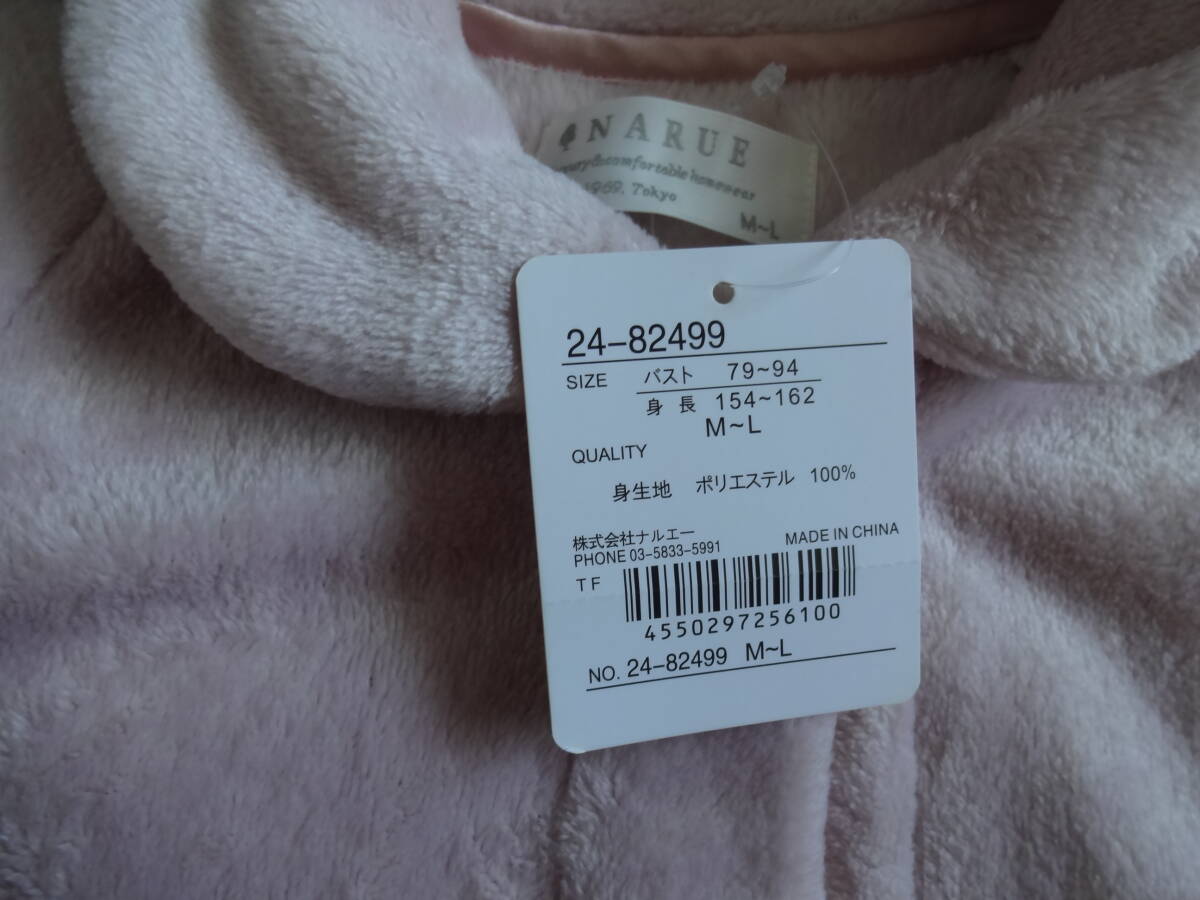 NARUE
&comfortable homewear
1969, Tokyo
M-L
24-82499
SIZE バスト 79~94
身長 154~162
M~L
QUALITY
身生地 ポリエステル 100%
株式会社ナルエー
PHONE 03-5833-5991 MADE IN CHINA
TF
4550297256100
NO. 24-82499 M~L